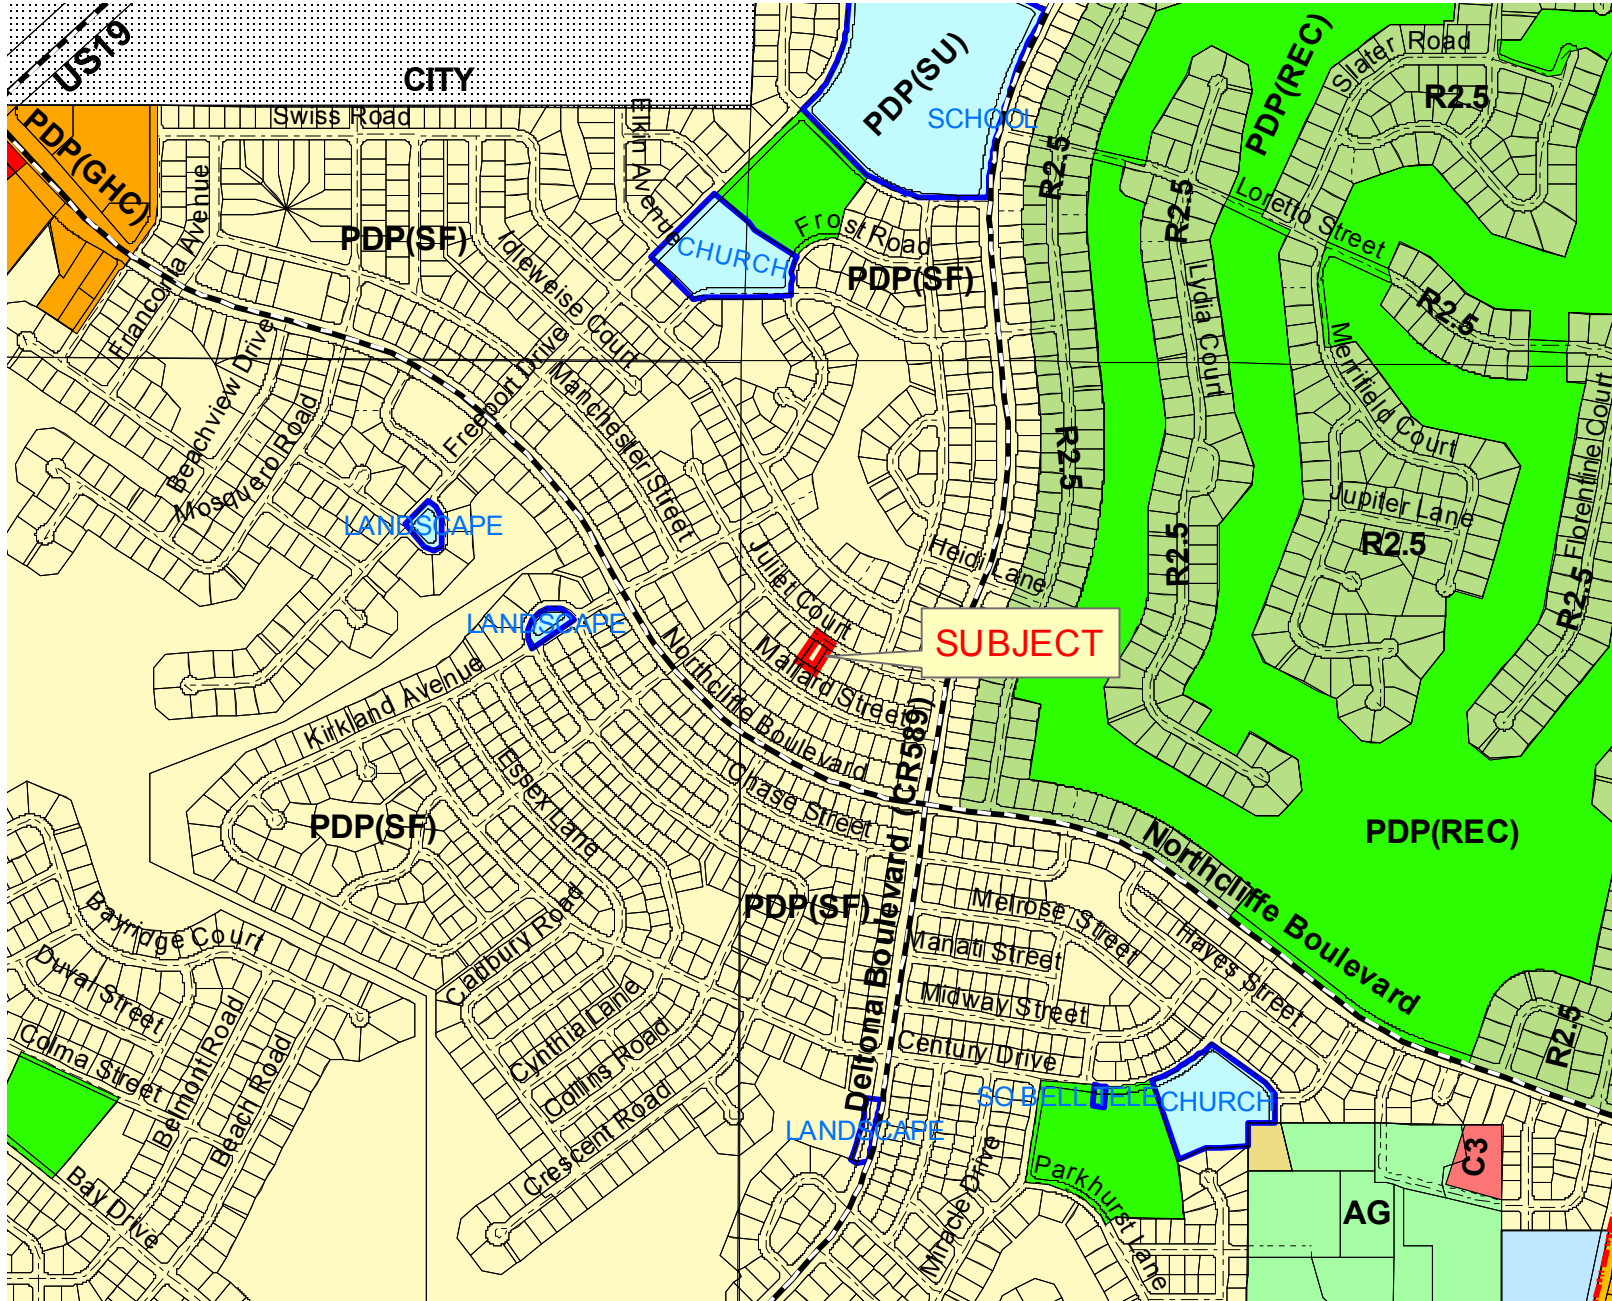 US19
CITY
PDP(SU)
SCHOOL
PDP(REC)
Slater Road
R2.5
Swiss Road
Elkin Avenue
PDP(GHC)
R2.5
R2.5
Loretto Street
Francona Avenue
PDP(SF)
Idleweise Court
CHURCH
Frost Road
PDP(SF)
Lydia Court
R2.5
Merrifield Court
Beachview Drive
Freeport Drive
Manchester Street
Mosquero Road
R2.5
Jupiter Lane
R2.5
Florentine Court
R2.5
LANDSCAPE
R2.5
Heidi Lane
Juliet Court
LANDSCAPE
SUBJECT
Mallard Street
Northcliffe Boulevard
Kirkland Avenue
Essex Lane
Chase Street
PDP(SF)
PDP(REC)
Northcliffe Boulevard
Deltona Boulevard (CR589)
PDP(SF)
Melrose Street
Manati Street
Hayes Street
Midway Street
Century Drive
Bayridge Court
Cadbury Road
Duval Street
Cynthia Lane
Collins Road
Crescent Road
Colma Street
Belmont Road
Beach Road
Bay Drive
R2.5
SO BELL TELE
CHURCH
LANDSCAPE
Miracle Drive
Parkhurst Lane
C3
AG